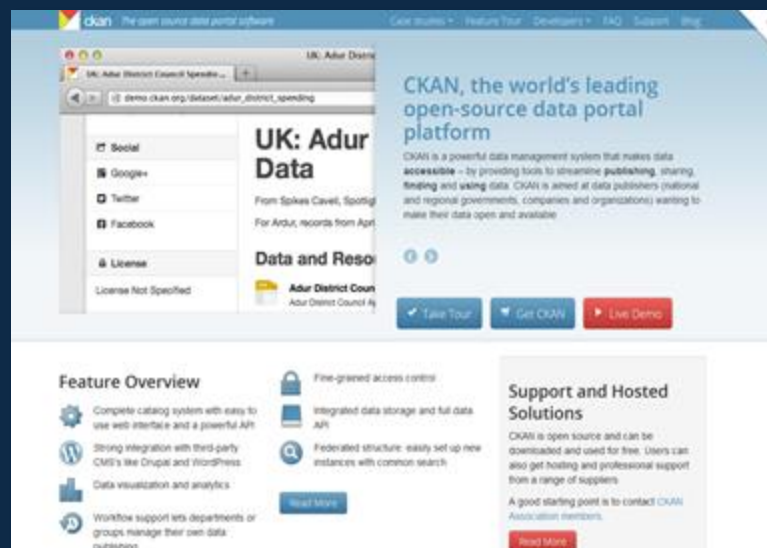 ckan The open source data portal software
Case studies Feature Tour Developers FAQ Support Blog
UK: Adur District
UK: Adur District Council Spendin...
demo.ckan.org/dataset/adur_district_spending
Social
Google+
Twitter
Facebook
License
License Not Specified
UK: Adur
Data
From Spikes Cavell, Spotlig
For Ardur, records from Apri
Data and Resou
Adur District Coun
Adur District Council Ap
CKAN, the world's leading
open-source data portal
platform
CKAN is a powerful data management system that makes data
accessible – by providing tools to streamline publishing, sharing,
finding and using data. CKAN is aimed at data publishers (national
and regional governments, companies and organizations) wanting to
make their data open and available.
Take Tour
Get CKAN
Live Demo
Feature Overview
Complete catalog system with easy to
use web interface and a powerful API
Strong integration with third-party
CMS's like Drupal and WordPress
Data visualization and analytics
Workflow support lets departments or
groups manage their own data
publishing
Fine-grained access control
Integrated data storage and full data
API
Federated structure: easily set up new
instances with common search
Read More
Support and Hosted
Solutions
CKAN is open source and can be
downloaded and used for free. Users can
also get hosting and professional support
from a range of suppliers.
A good starting point is to contact CKAN
Association members.
Read More